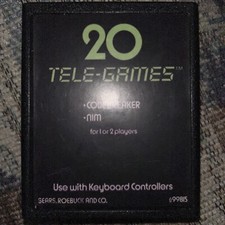 20
TELE-GAMES™
•CODEBREAKER
•NIM
for 1 or 2 players
Use with Keyboard Controllers
SEARS, ROEBUCK AND CO.